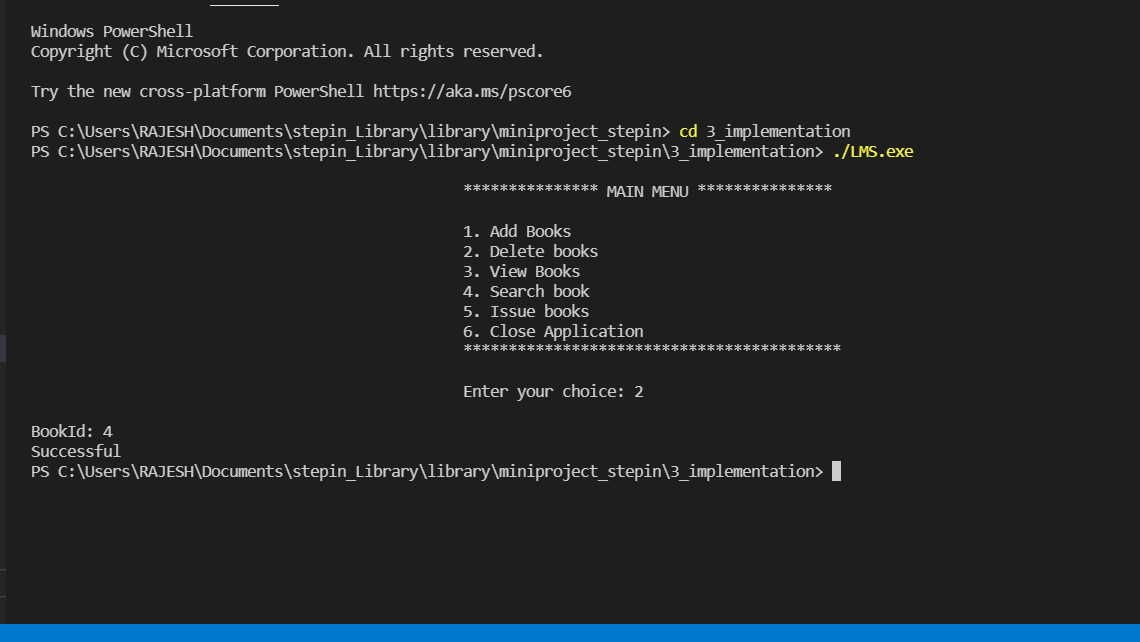 Windows PowerShell
Copyright (C) Microsoft Corporation. All rights reserved.
Try the new cross-platform PowerShell https://aka.ms/pscore6
PS C:\Users\RAJESH\Documents\stepin_Library\library\miniproject_stepin> cd 3_implementation
PS C:\Users\RAJESH\Documents\stepin_Library\library\miniproject_stepin\3_implementation> ./LMS.exe
*************** MAIN MENU ***************
1. Add Books
2. Delete books
3. View Books
4. Search book
5. Issue books
6. Close Application
******************************************
Enter your choice: 2
BookId: 4
Successful
PS C:\Users\RAJESH\Documents\stepin_Library\library\miniproject_stepin\3_implementation>